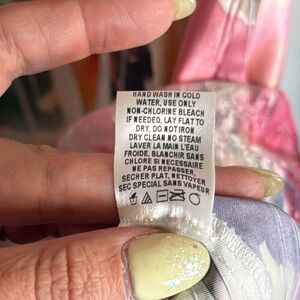 HAND WASH IN COLD
WATER, USE ONLY
NON-CHLORINE BLEACH
IF NEEDED, LAY FLAT TO
DRY, DO NOT IRON
DRY CLEAN NO STEAM
LAVER LA MAIN L'EAU
FROIDE, BLANCHIR SANS
CHLORE SI NECESSAIRE
NE PAS REPASSER,
SECHER PLAT, NETTOYER
SEC SPECIAL SANS VAPEUR